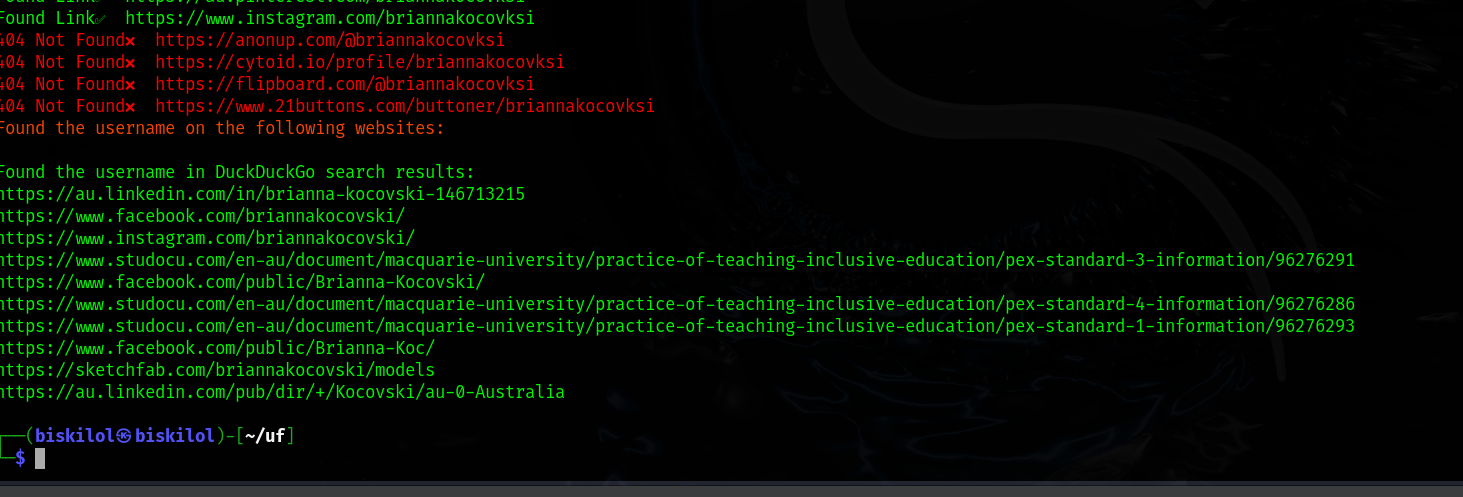 Found Link✅ https://au.pinterest.com/briannakocovksi
Found Link✅ https://www.instagram.com/briannakocovksi
404 Not Found❌ https://anonup.com/@briannakocovksi
404 Not Found❌ https://cytoid.io/profile/briannakocovksi
404 Not Found❌ https://flipboard.com/@briannakocovksi
404 Not Found❌ https://www.21buttons.com/buttoner/briannakocovksi
Found the username on the following websites:
Found the username in DuckDuckGo search results:
https://au.linkedin.com/in/brianna-kocovski-146713215
https://www.facebook.com/briannakocovski/
https://www.instagram.com/briannakocovski/
https://www.studocu.com/en-au/document/macquarie-university/practice-of-teaching-inclusive-education/pex-standard-3-information/96276291
https://www.facebook.com/public/Brianna-Kocovski/
https://www.studocu.com/en-au/document/macquarie-university/practice-of-teaching-inclusive-education/pex-standard-4-information/96276286
https://www.studocu.com/en-au/document/macquarie-university/practice-of-teaching-inclusive-education/pex-standard-1-information/96276293
https://www.facebook.com/public/Brianna-Koc/
https://sketchfab.com/briannakocovski/models
https://au.linkedin.com/pub/dir/+/Kocovski/au-0-Australia
┌──(biskilol㉿biskilol)-[~/uf]
└─$